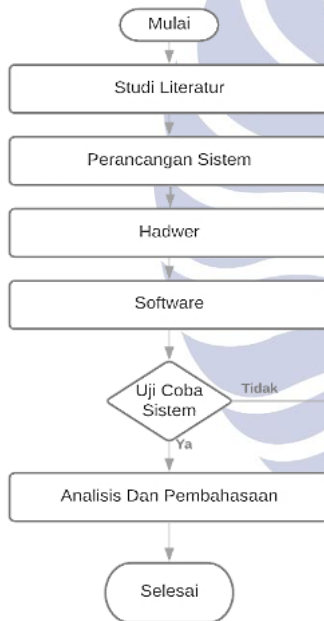 Mulai
Studi Literatur
Perancangan Sistem
Hadwer
Software
Uji Coba
Sistem
Tidak
Ya
Analisis Dan Pembahasaan
Selesai